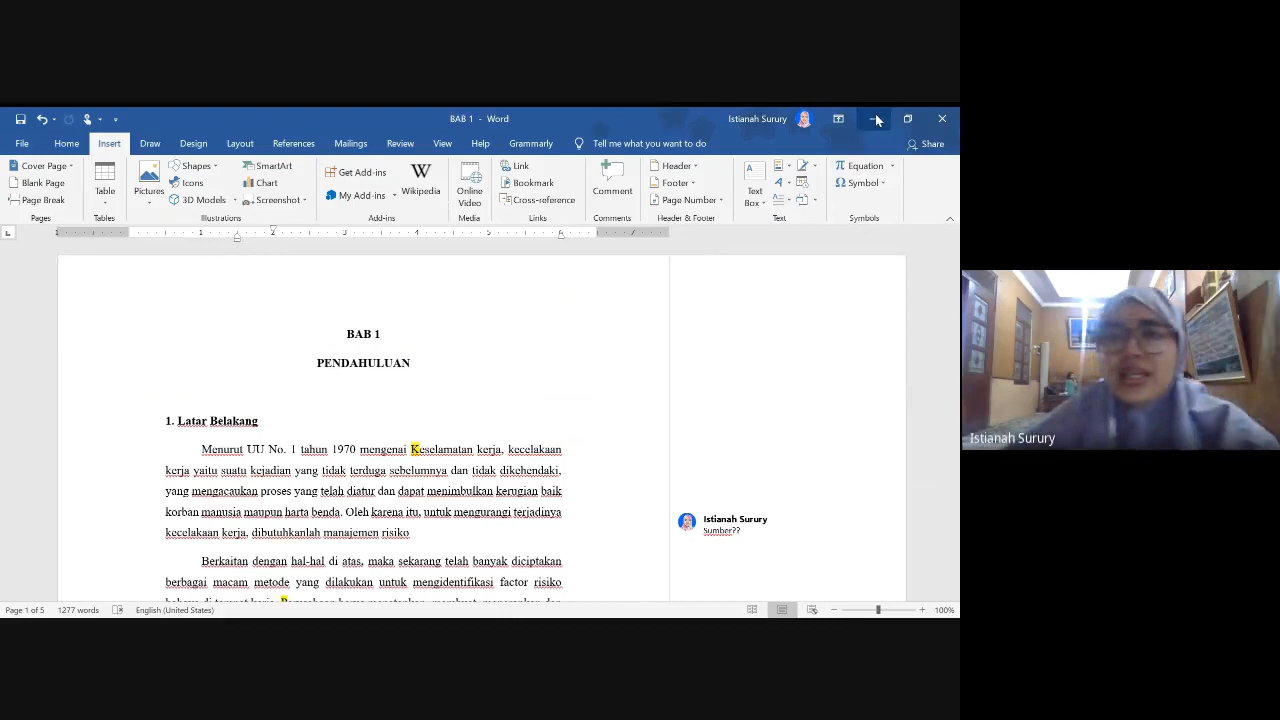 BAB 1 - Word
Istianah Surury
File Home Insert Draw Design Layout References Mailings Review View Help Grammarly Tell me what you want to do Share
Cover Page
Blank Page
Page Break
Pages
Table
Tables
Pictures
Shapes
Icons
3D Models
SmartArt
Chart
Screenshot
Illustrations
Get Add-ins
My Add-ins
Wikipedia
Add-ins
Online
Video
Media
Link
Bookmark
Cross-reference
Links
Comment
Comments
Header
Footer
Page Number
Header & Footer
Text
Box
Text
Equation
Symbol
Symbols
BAB 1
PENDAHULUAN
1. Latar Belakang
Menurut UU No. 1 tahun 1970 mengenai Keselamatan kerja, kecelakaan
kerja yaitu suatu kejadian yang tidak terduga sebelumnya dan tidak dikehendaki,
yang mengacaukan proses yang telah diatur dan dapat menimbulkan kerugian baik
korban manusia maupun harta benda. Oleh karena itu, untuk mengurangi terjadinya
kecelakaan kerja, dibutuhkanlah manajemen risiko
Berkaitan dengan hal-hal di atas, maka sekarang telah banyak diciptakan
berbagai macam metode yang dilakukan untuk mengidentifikasi factor risiko
Istianah Surury
Sumber??
Page 1 of 5 1277 words English (United States) 100%
Istianah Surury